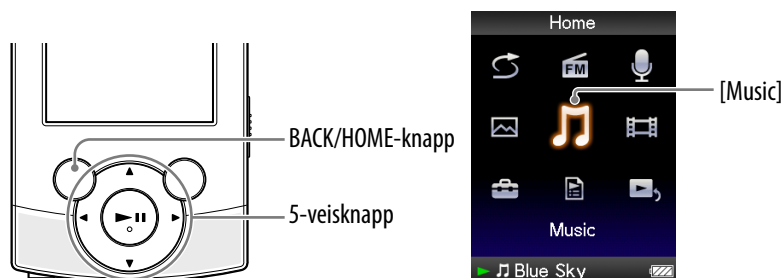 BACK/HOME-knapp
5-veisknapp
Home
FM
[Music]
Music
Blue Sky